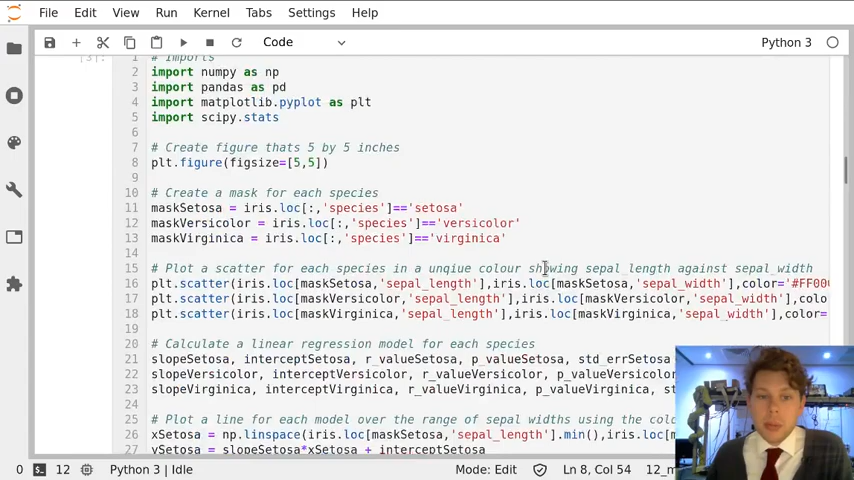 File Edit View Run Kernel Tabs Settings Help
Code Python 3
[3]: 1 # Imports
2 import numpy as np
3 import pandas as pd
4 import matplotlib.pyplot as plt
5 import scipy.stats
6
7 # Create figure thats 5 by 5 inches
8 plt.figure(figsize=[5,5])
9
10 # Create a mask for each species
11 maskSetosa = iris.loc[:,'species']=='setosa'
12 maskVersicolor = iris.loc[:,'species']=='versicolor'
13 maskVirginica = iris.loc[:,'species']=='virginica'
14
15 # Plot a scatter for each species in a unqiue colour showing sepal_length against sepal_width
16 plt.scatter(iris.loc[maskSetosa,'sepal_length'],iris.loc[maskSetosa,'sepal_width'],color='#FF00
17 plt.scatter(iris.loc[maskVersicolor,'sepal_length'],iris.loc[maskVersicolor,'sepal_width'],colo
18 plt.scatter(iris.loc[maskVirginica,'sepal_length'],iris.loc[maskVirginica,'sepal_width'],color=
19
20 # Calculate a linear regression model for each species
21 slopeSetosa, interceptSetosa, r_valueSetosa, p_valueSetosa, std_errSetosa
22 slopeVersicolor, interceptVersicolor, r_valueVersicolor, p_valueVersicolor
23 slopeVirginica, interceptVirginica, r_valueVirginica, p_valueVirginica, st
24
25 # Plot a line for each model over the range of sepal widths using the colo
26 xSetosa = np.linspace(iris.loc[maskSetosa,'sepal_length'].min(),iris.loc[m
27 ySetosa = slopeSetosa*xSetosa + interceptSetosa
0 12 Python 3 | Idle Mode: Edit Ln 8, Col 54 12_m